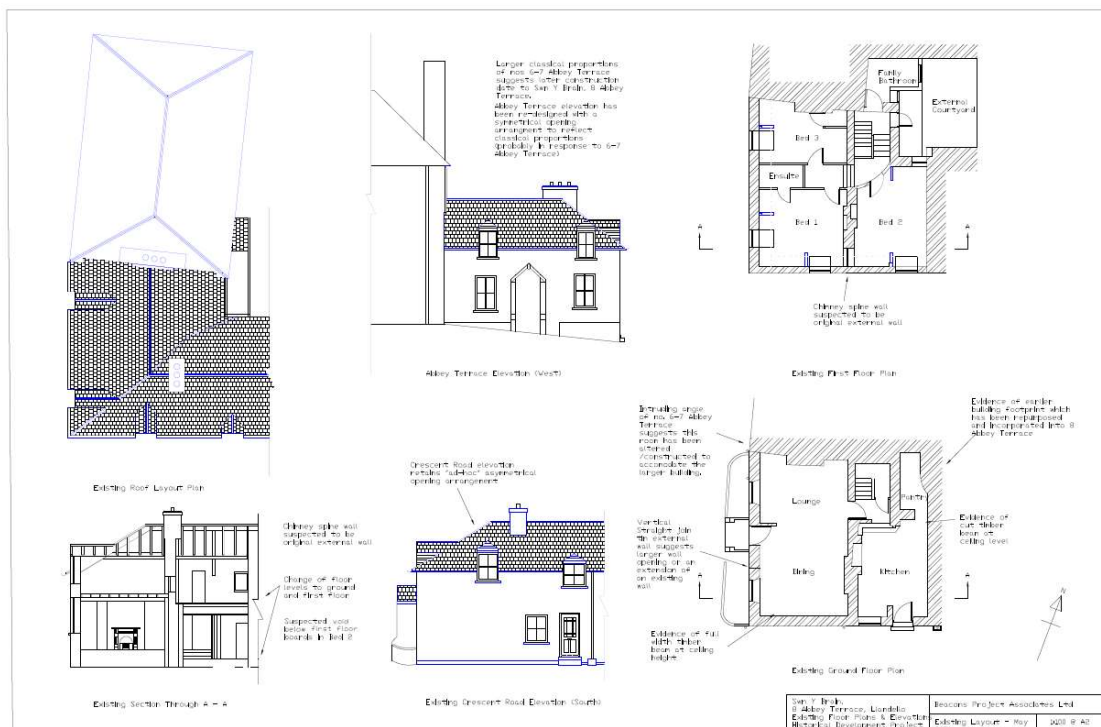 Larger classical proportions
of nos 6-7 Abbey Terrace
suggests later construction
date to Swn Y Brain, 8 Abbey
Terrace.
Abbey Terrace elevation has
been re-designed with a
symmetrical opening
arrangment to reflect
classical proportions
(probably in response to 6-7
Abbey Terrace)
Abbey Terrace Elevation (West)
Family
Bathroom
External
Courtyard
Bed 3
Ensuite
Bed 1
Bed 2
A
A
Chimney spine wall
suspected to be
original external wall
Existing First Floor Plan
Existing Roof Layout Plan
Crescent Road elevation
retains "ad-hoc" asymmetrical
opening arrangement
Existing Crescent Road Elevation (South)
Chimney spine wall
suspected to be
original external wall
Change of floor
levels to ground
and first floor
Suspected void
below first floor
boards in Bed 2
Existing Section Through A - A
Intruding angle
of no. 6-7 Abbey
Terrace
suggests this
room has been
altered
/constructed to
accomodate the
larger building.
Evidence of earlier
building footprint which
has been repurposed
and incorporated into 8
Abbey Terrace
Lounge
Pantry
Dining
Kitchen
Vertical
Straight join
in external
wall suggests
larger wall
opening or an
extension of
an existing
wall
Evidence of
cut timber
beam at
ceiling level
A
A
Evidence of full
width timber
beam at ceiling
height
Existing Ground Floor Plan
N
Swn Y Brain,
8 Abbey Terrace, Llandeilo
Existing Floor Plans & Elevations
Historical Development Project
Beacons Project Associates Ltd
Existing Layout - May
@ A2